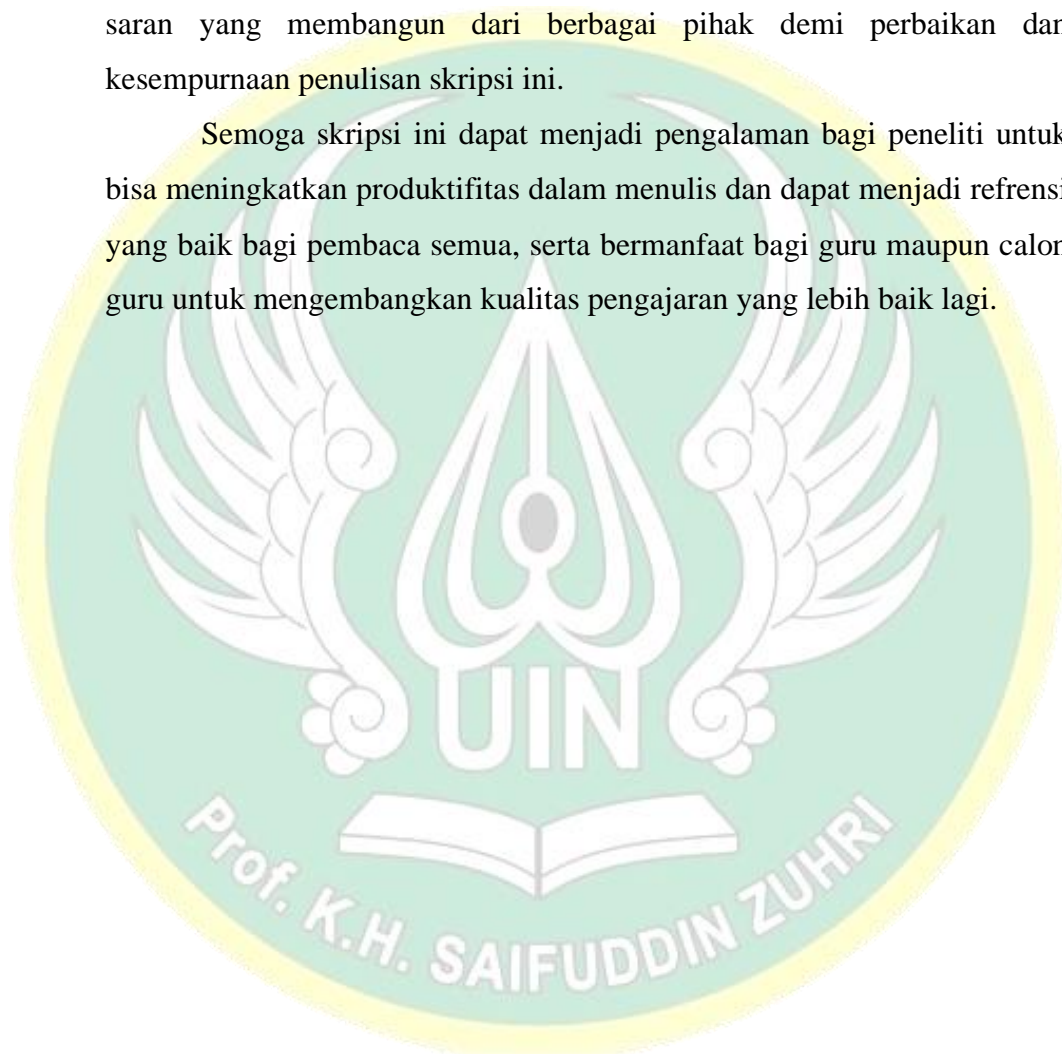 saran yang membangun dari berbagai pihak demi perbaikan dan
kesempurnaan penulisan skripsi ini.
Semoga skripsi ini dapat menjadi pengalaman bagi peneliti untuk
bisa meningkatkan produktifitas dalam menulis dan dapat menjadi refrensi
yang baik bagi pembaca semua, serta bermanfaat bagi guru maupun calon
guru untuk mengembangkan kualitas pengajaran yang lebih baik lagi.
UIN
Prof. K.H. SAIFUDDIN ZUHRI